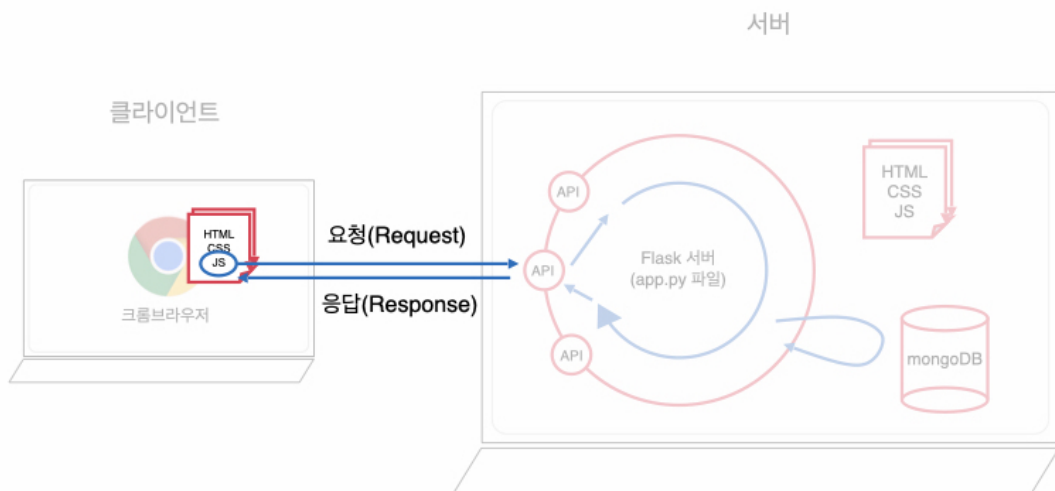 서버
클라이언트
HTML
CSS
JS
크롬브라우저
요청(Request)
응답(Response)
API
API
API
Flask 서버
(app.py 파일)
HTML
CSS
JS
mongoDB